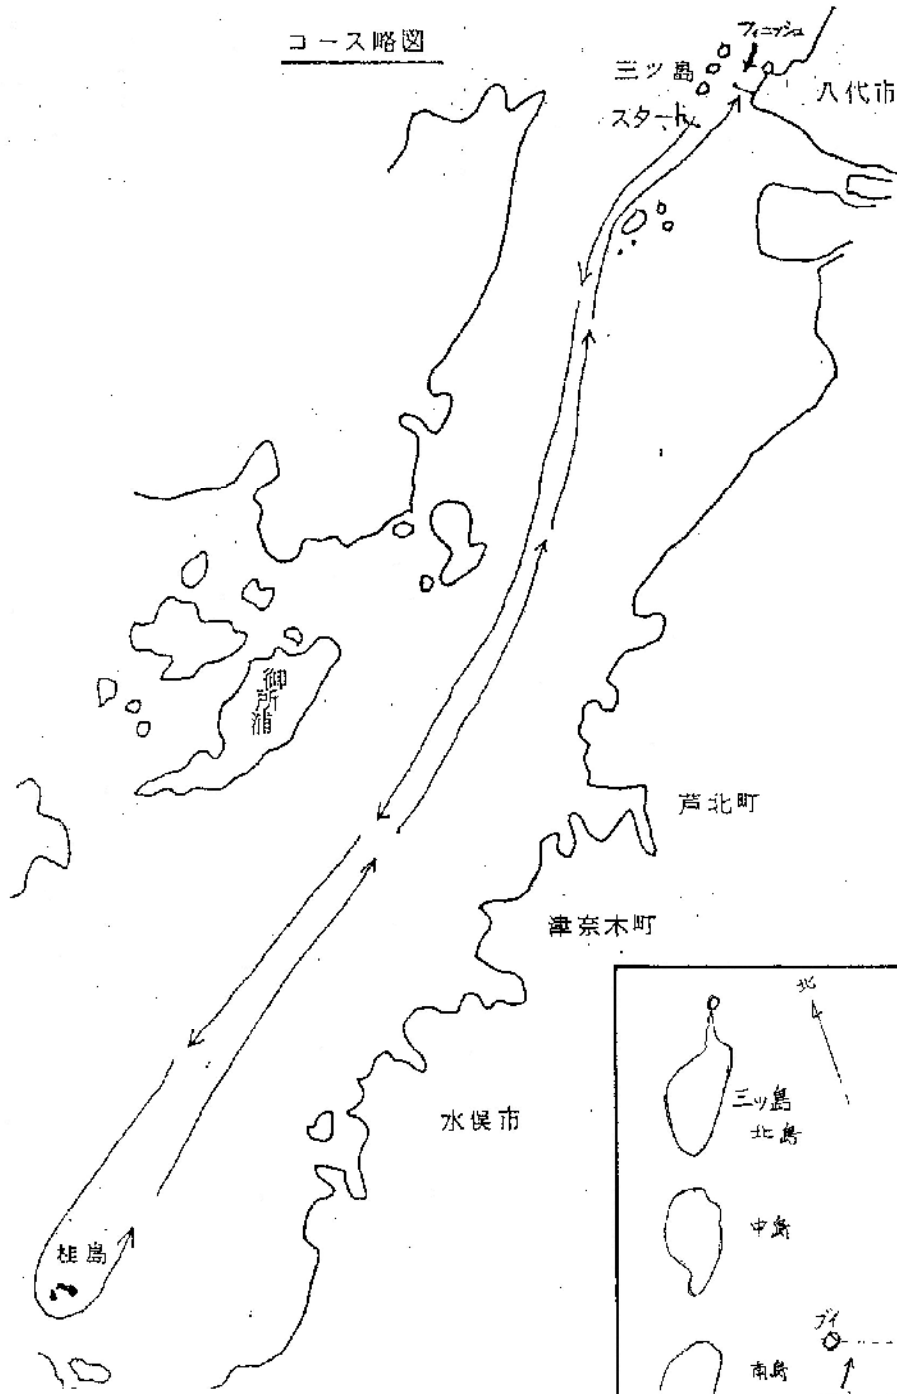 コース略図
フィニッシュ
三ッ島
八代市
スタート
御所浦
芦北町
津奈木町
水俣市
桂島
北
三ッ島
北島
中島
ブイ
南島